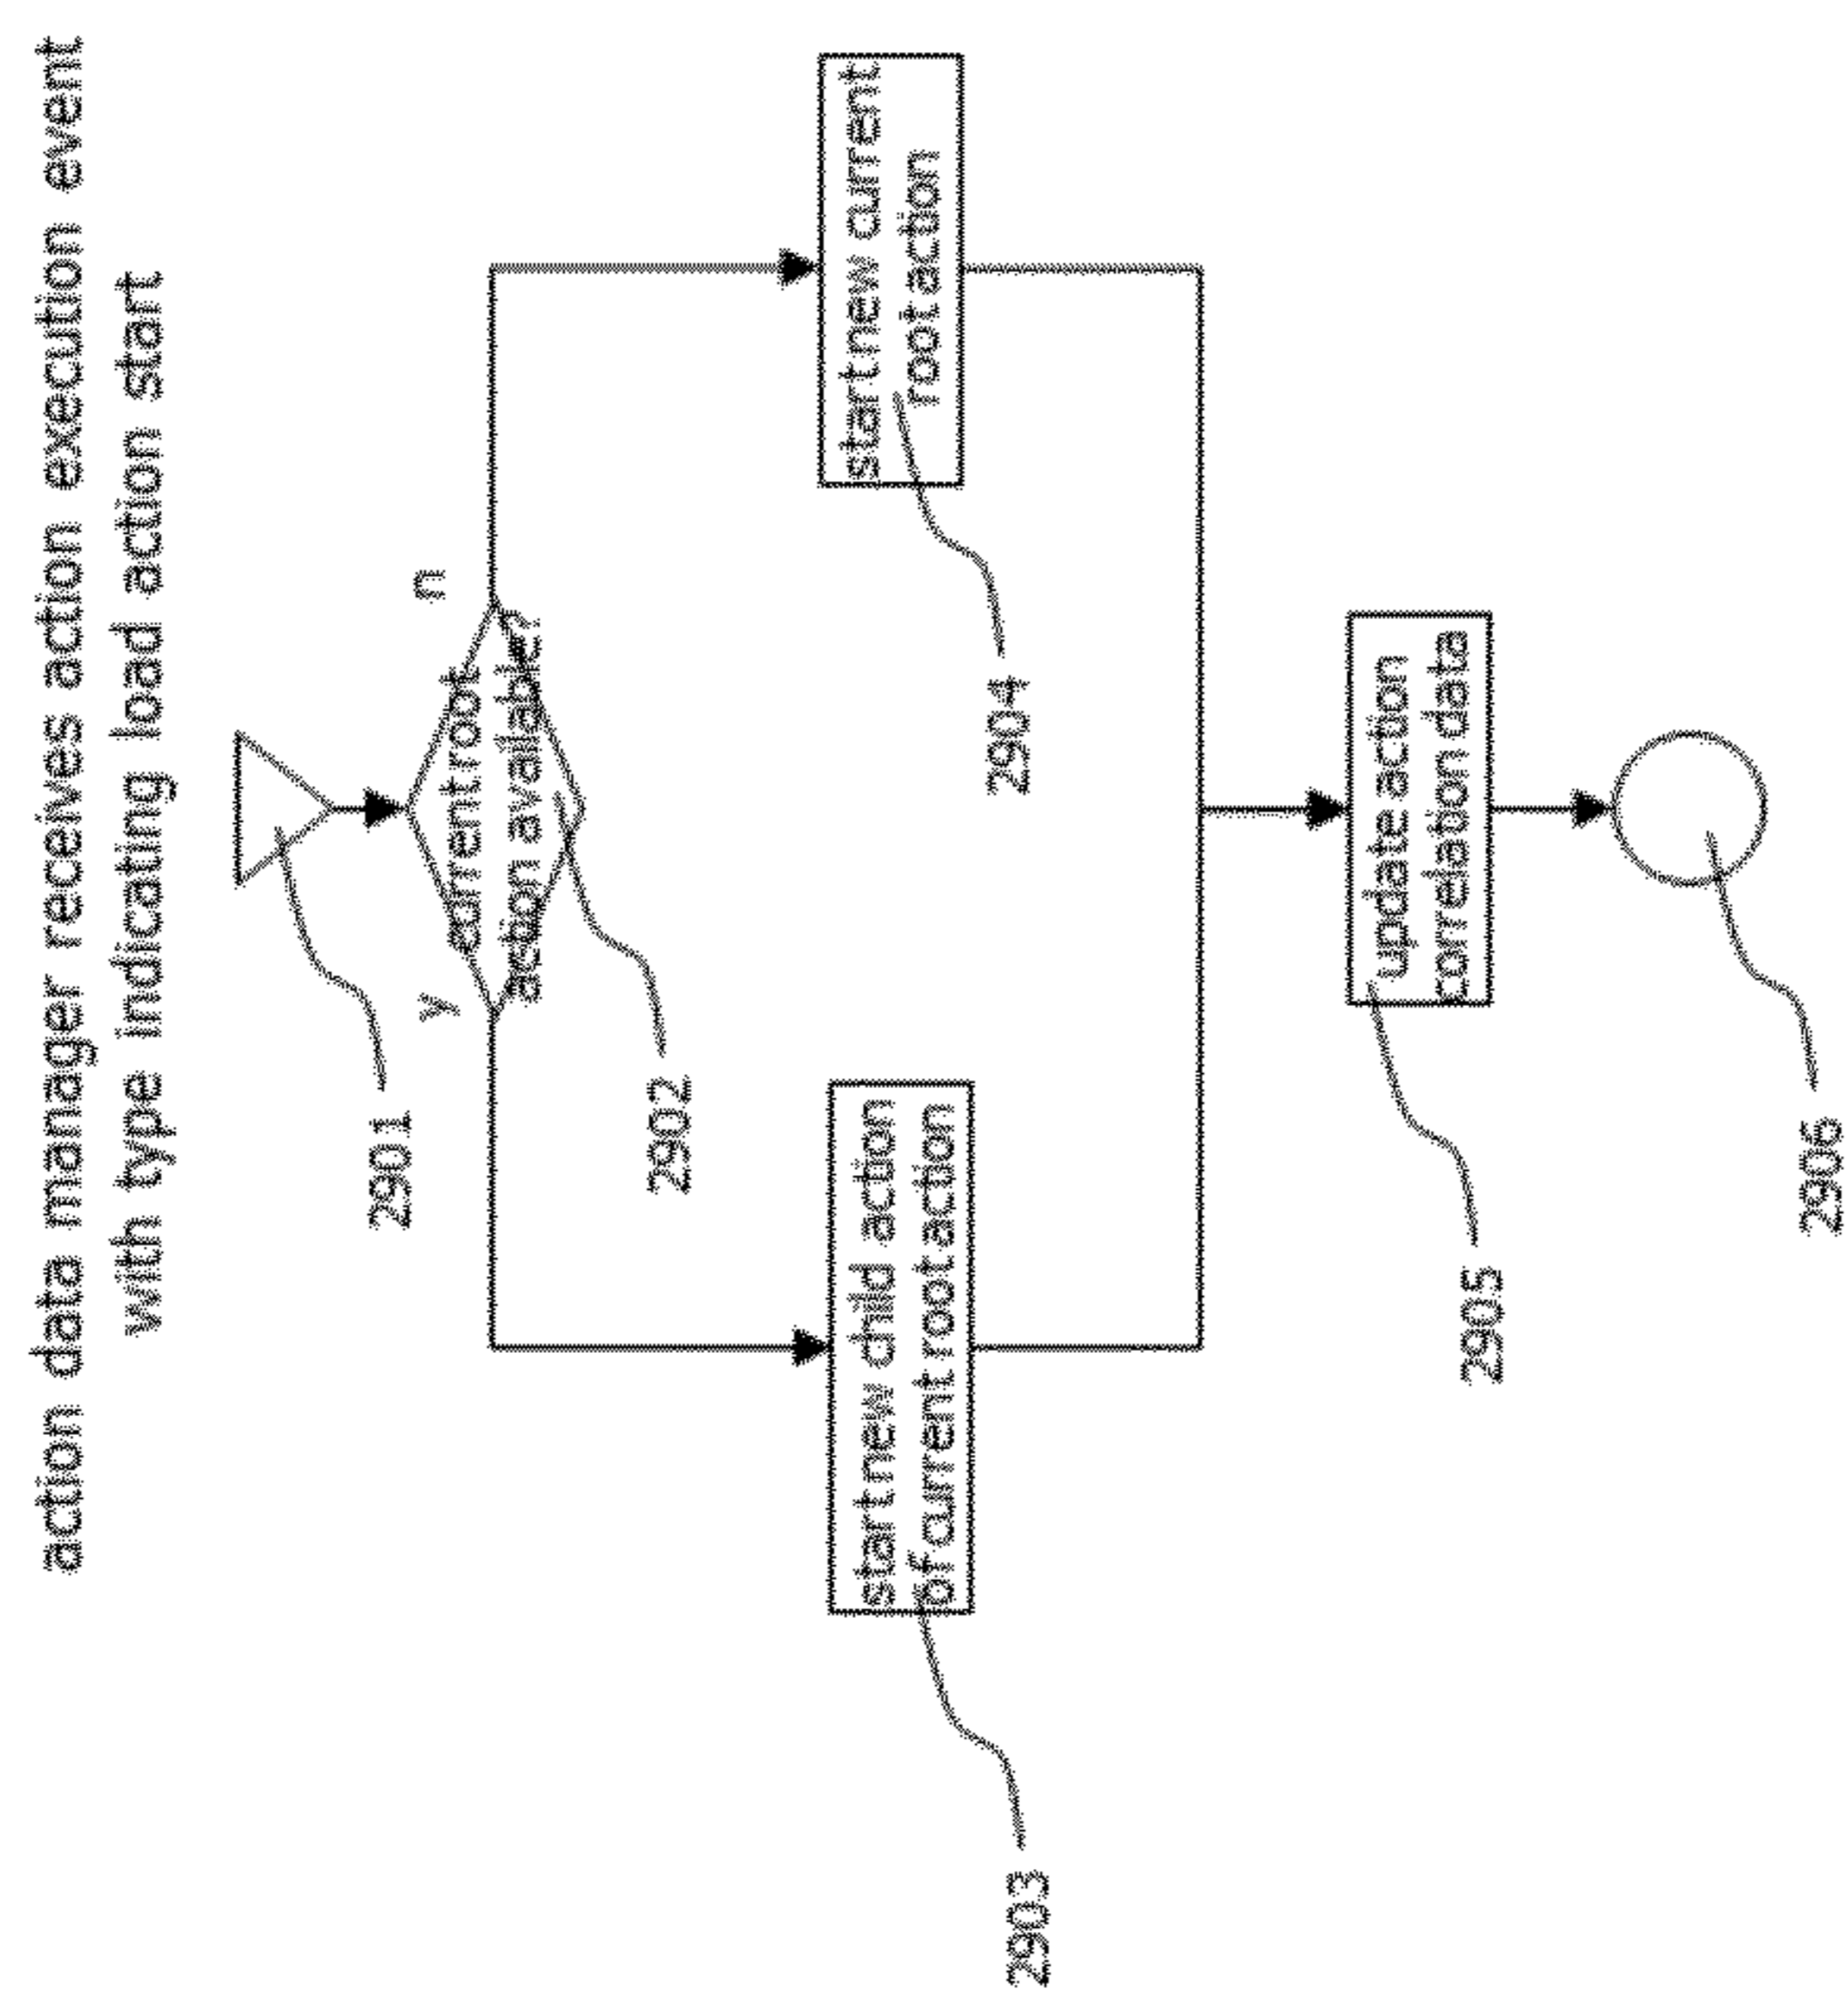 action data manager receives action execution event
with type indicating load action start
2901
y
n
current root
action available?
2902
start new child action
of current root action
2903
start new current
root action
2904
update action
correlation data
2905
2906